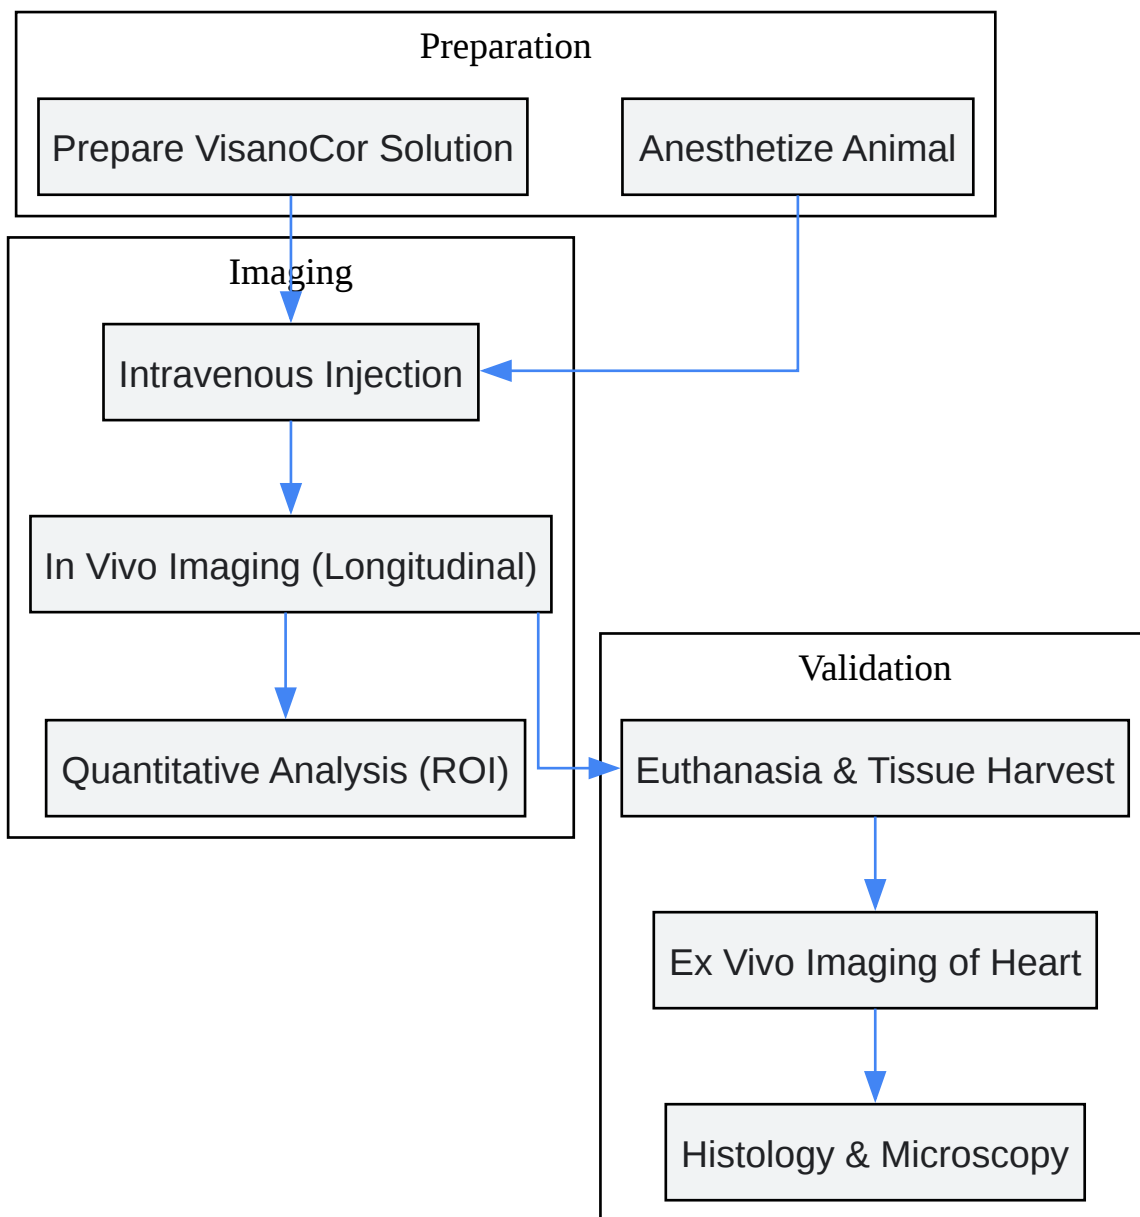 Preparation
Prepare VisanoCor Solution
Anesthetize Animal
Imaging
Intravenous Injection
In Vivo Imaging (Longitudinal)
Quantitative Analysis (ROI)
Validation
Euthanasia & Tissue Harvest
Ex Vivo Imaging of Heart
Histology & Microscopy